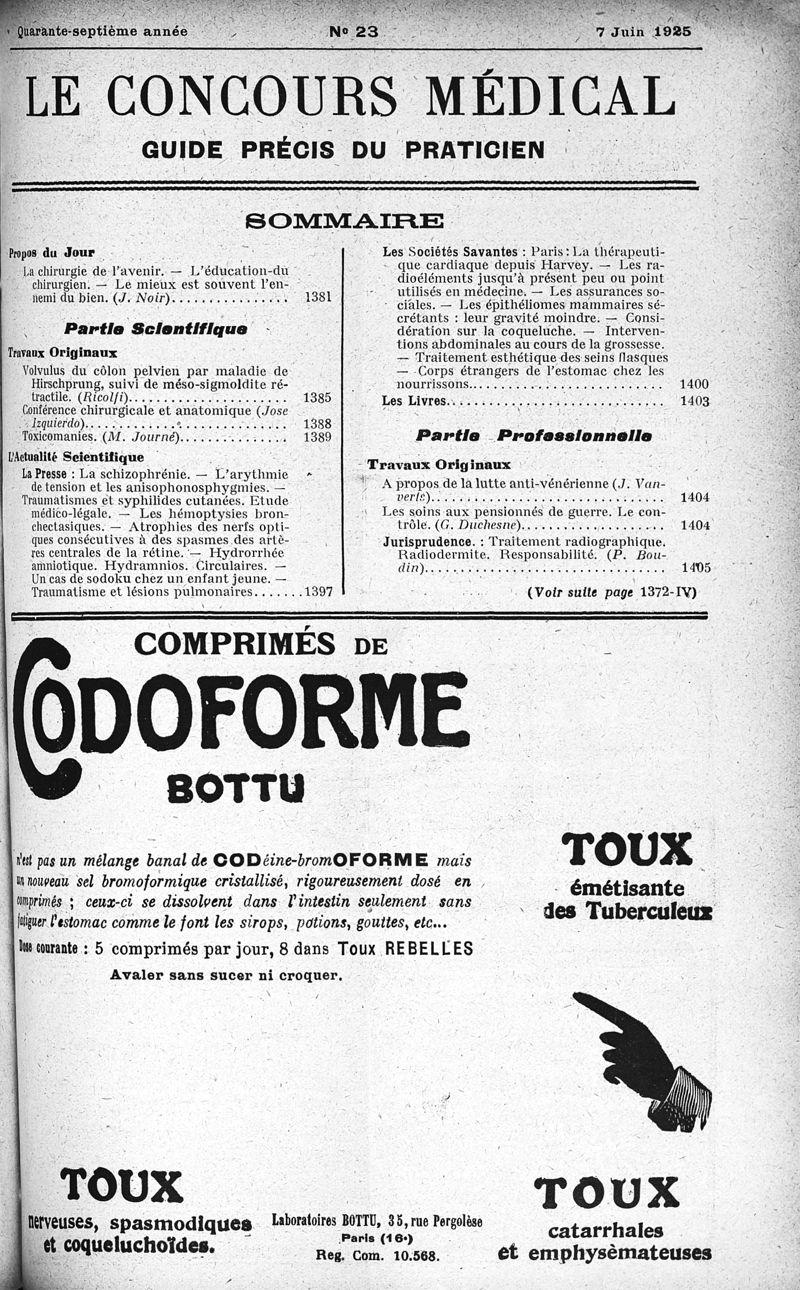 Quarante-septième année
No 23
7 Juin 1925
LE CONCOURS MÉDICAL
GUIDE PRÉCIS DU PRATICIEN
SOMMAIRE
Propos du Jour
La chirurgie de l'avenir. — L'éducation du
chirurgien. — Le mieux est souvent l'en-
nemi du bien. (J. Noir)............... 1381
Partie Scientifique
Travaux Originaux
Volvulus du côlon pelvien par maladie de
Hirschprung, suivi de méso-sigmoïdite ré-
tractile. (Ricolfi)..................... 1385
Conférence chirurgicale et anatomique (Jose
Izquierdo)........................ 1388
Toxicomanies. (M. Journé)............... 1389
L'Actualité Scientifique
La Presse : La schizophrénie. — L'arythmie
de tension et les anisophonosphygmies. —
Traumatismes et syphilides cutanées. Etude
médico-légale. — Les hémoptysies bron-
chectasiques. — Atrophies des nerfs opti-
ques consécutives à des spasmes des artè-
res centrales de la rétine. — Hydrorrhée
amniotique. Hydramnios. Circulaires. —
Un cas de sodoku chez un enfant jeune. —
Traumatisme et lésions pulmonaires....... 1397
Les Sociétés Savantes : Paris : La thérapeuti-
que cardiaque depuis Harvey. — Les ra-
dioéléments jusqu'à présent peu ou point
utilisés en médecine. — Les assurances so-
ciales. — Les épithéliomes mammaires sé-
crétants : leur gravité moindre. — Consi-
dération sur la coqueluche. — Interven-
tions abdominales au cours de la grossesse.
— Traitement esthétique des seins flasques
— Corps étrangers de l'estomac chez les
nourrissons.......................... 1400
Les Livres............................ 1403
Partie Professionnelle
Travaux Originaux
A propos de la lutte anti-vénérienne (J. Van-
verts)............................... 1404
Les soins aux pensionnés de guerre. Le con-
trôle. (G. Duchesne)................... 1404
Jurisprudence. : Traitement radiographique.
Radiodermite. Responsabilité. (P. Bou-
din)................................ 1405
(Voir suite page 1372-IV)
COMPRIMÉS DE
CODOFORME
BOTTU
n'est pas un mélange banal de CODéine-bromOFORME mais
un nouveau sel bromoformique cristallisé, rigoureusement dosé en
comprimés ; ceux-ci se dissolvent dans l'intestin seulement sans
fatiguer l'estomac comme le font les sirops, potions, gouttes, etc...
Dose courante : 5 comprimés par jour, 8 dans Toux REBELLES
Avaler sans sucer ni croquer.
TOUX
émétisante
des Tuberculeux
TOUX
nerveuses, spasmodiques
et coqueluchoïdes.
Laboratoires BOTTU, 35, rue Pergolèse
Paris (16e)
Reg. Com. 10.568.
TOUX
catarrhales
et emphysèmateuses